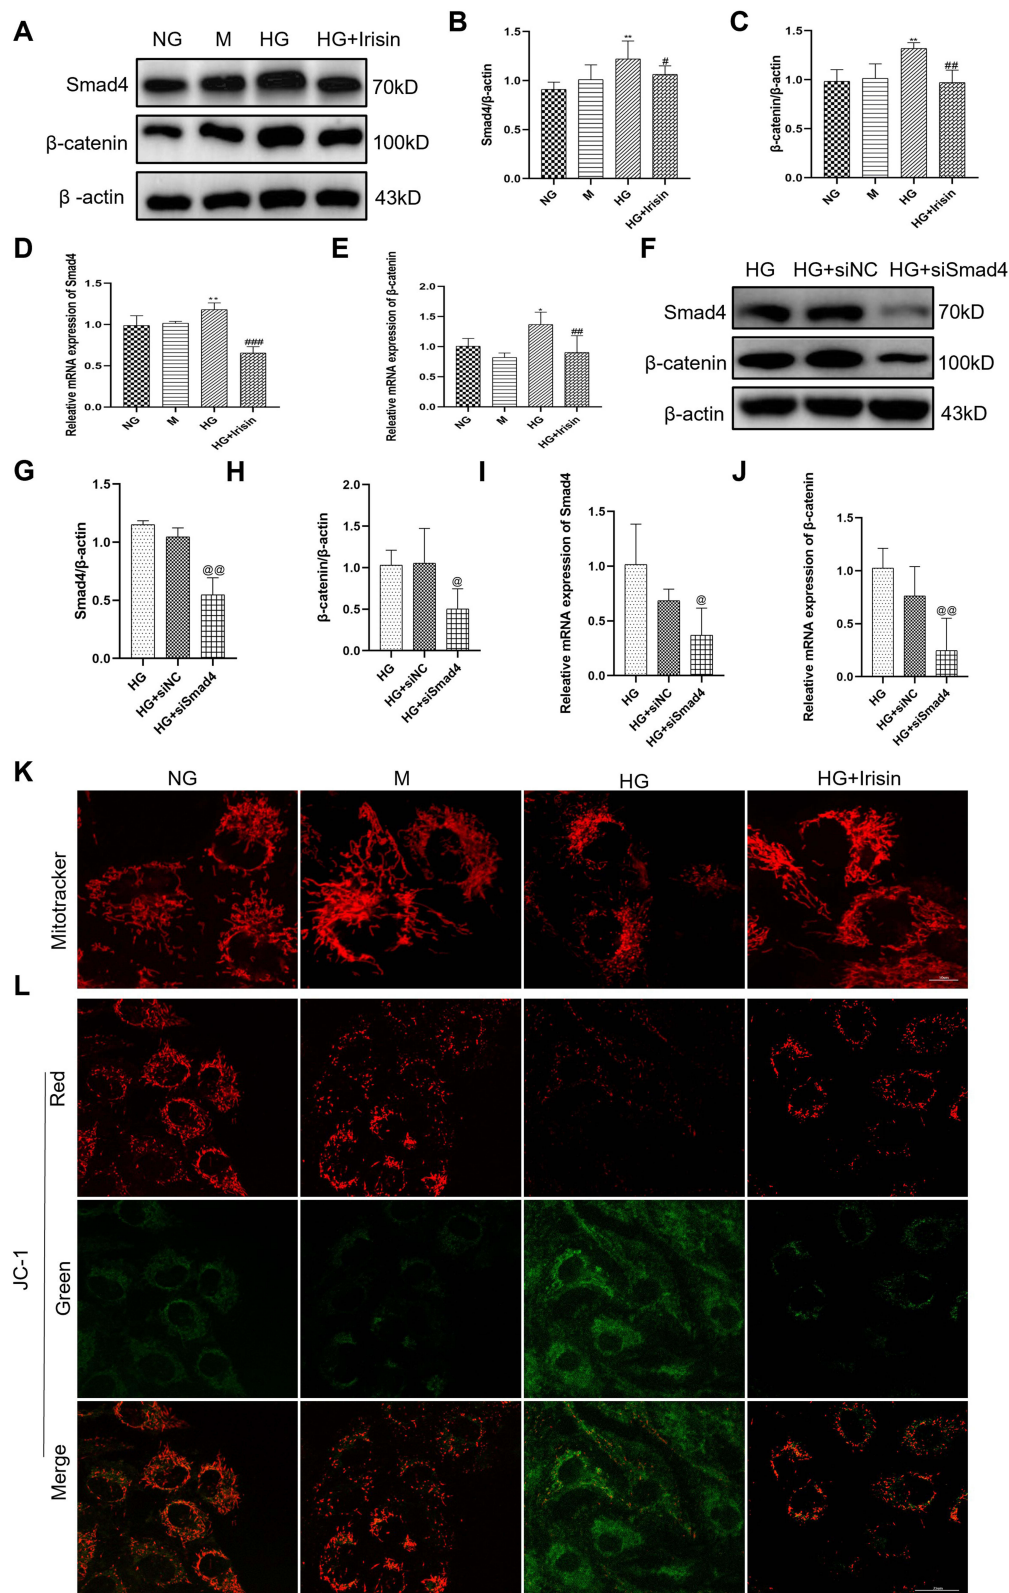 A
NG M HG HG+Irisin
Smad4 70kD
β-catenin 100kD
β -actin 43kD
B
Smad4/β-actin
1.5
1.0
0.5
0.0
**
#
NG M HG HG+Irisin
C
β-catenin/β-actin
1.5
1.0
0.5
0.0
**
##
NG M HG HG+Irisin
D
Releative mRNA expression of Smad4
1.5
1.0
0.5
0.0
**
###
NG M HG HG+Irisin
E
Releative mRNA expression of β-catenin
2.0
1.5
1.0
0.5
0.0
*
##
NG M HG HG+Irisin
F
HG HG+siNC HG+siSmad4
Smad4 70kD
β-catenin 100kD
β-actin 43kD
G
Smad4/β-actin
1.5
1.0
0.5
0.0
@@
HG HG+siNC HG+siSmad4
H
β-catenin/β-actin
2.0
1.5
1.0
0.5
0.0
@
HG HG+siNC HG+siSmad4
I
Releative mRNA expression of Smad4
1.5
1.0
0.5
0.0
@
HG HG+siNC HG+siSmad4
J
Releative mRNA expression of β-catenin
1.5
1.0
0.5
0.0
@@
HG HG+siNC HG+siSmad4
K
NG M HG HG+Irisin
Mitotracker
L
JC-1
Red
Green
Merge